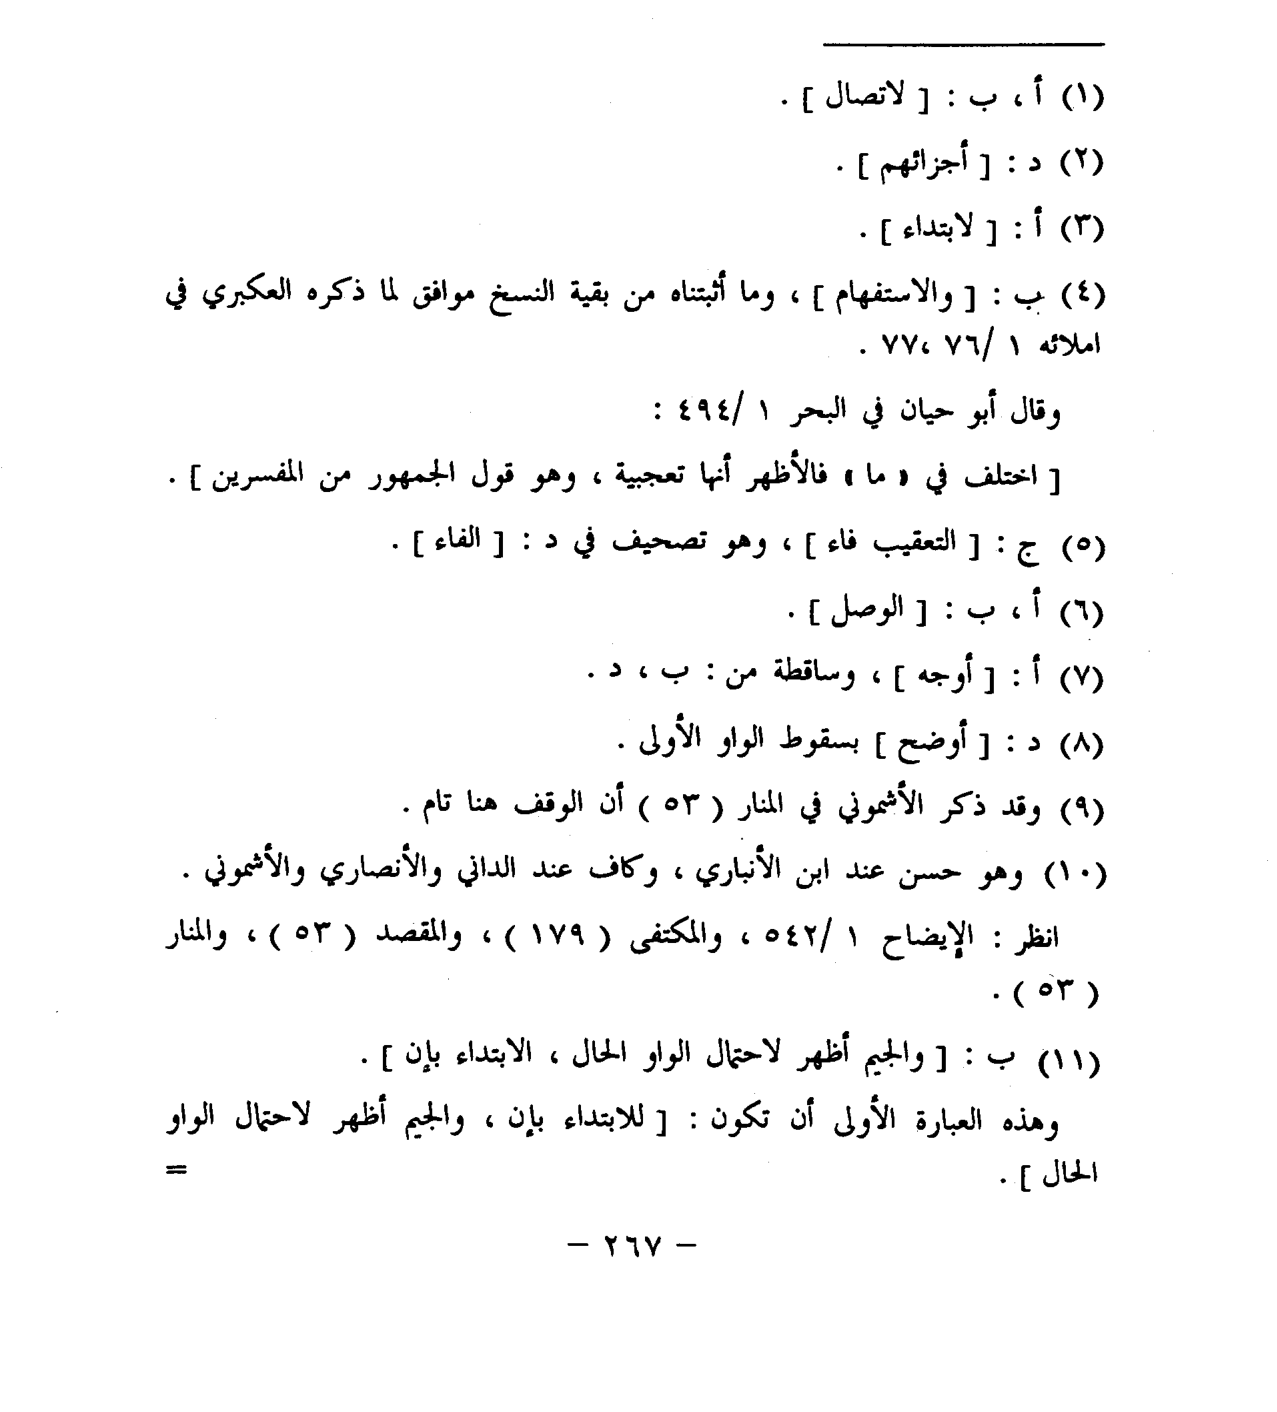 (١) أ ، ب : [ لاتصال ] .
(٢) د : [ أجزائهم ] .
(٣) أ : [ لابتداء ] .
(٤) ب : [ والاستفهام ] ، وما أثبتناه من بقية النسخ موافق لما ذكره العكبري في
املائه ١ /٧٦ ،٧٧ .
وقال أبو حيان في البحر ١ /٤٩٤ :
[ اختلف في « ما » فالأظهر أنها تعجبية ، وهو قول الجمهور من المفسرين ] .
(٥) ج : [ التعقيب فاء ] ، وهو تصحيف في د : [ الفاء ] .
(٦) أ ، ب : [ الوصل ] .
(٧) أ : [ أوجه ] ، وساقطة من : ب ، د .
(٨) د : [ أوضح ] بسقوط الواو الأولى .
(٩) وقد ذكر الأشموني في المنار ( ٥٣ ) أن الوقف هنا تام .
(١٠) وهو حسن عند ابن الأنباري ، وكاف عند الداني والأنصاري والأشموني .
انظر : الإيضاح ١ /٥٤٢ ، والمكتفى ( ١٧٩ ) ، والمقصد ( ٥٣ ) ، والمنار
( ٥٣ ) .
(١١) ب : [ والجيم أظهر لاحتمال الواو الحال ، الابتداء بإن ] .
وهذه العبارة الأولى أن تكون : [ للابتداء بإن ، والجيم أظهر لاحتمال الواو
الحال ] . =
– ٢٦٧ –